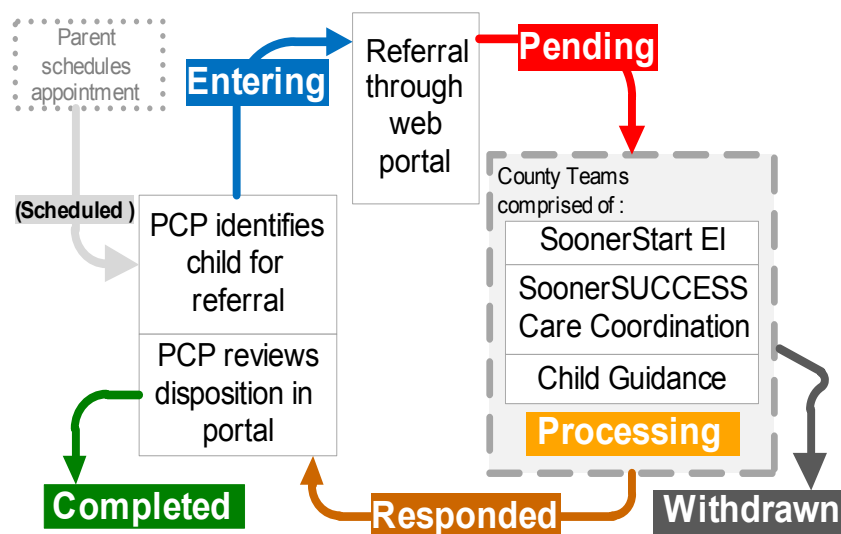 Parent
schedules
appointment
Entering
Referral
through
web
portal
Pending
(Scheduled )
PCP identifies
child for
referral
County Teams
comprised of :
SoonerStart EI
SoonerSUCCESS
Care Coordination
Child Guidance
Processing
PCP reviews
disposition in
portal
Completed
Responded
Withdrawn